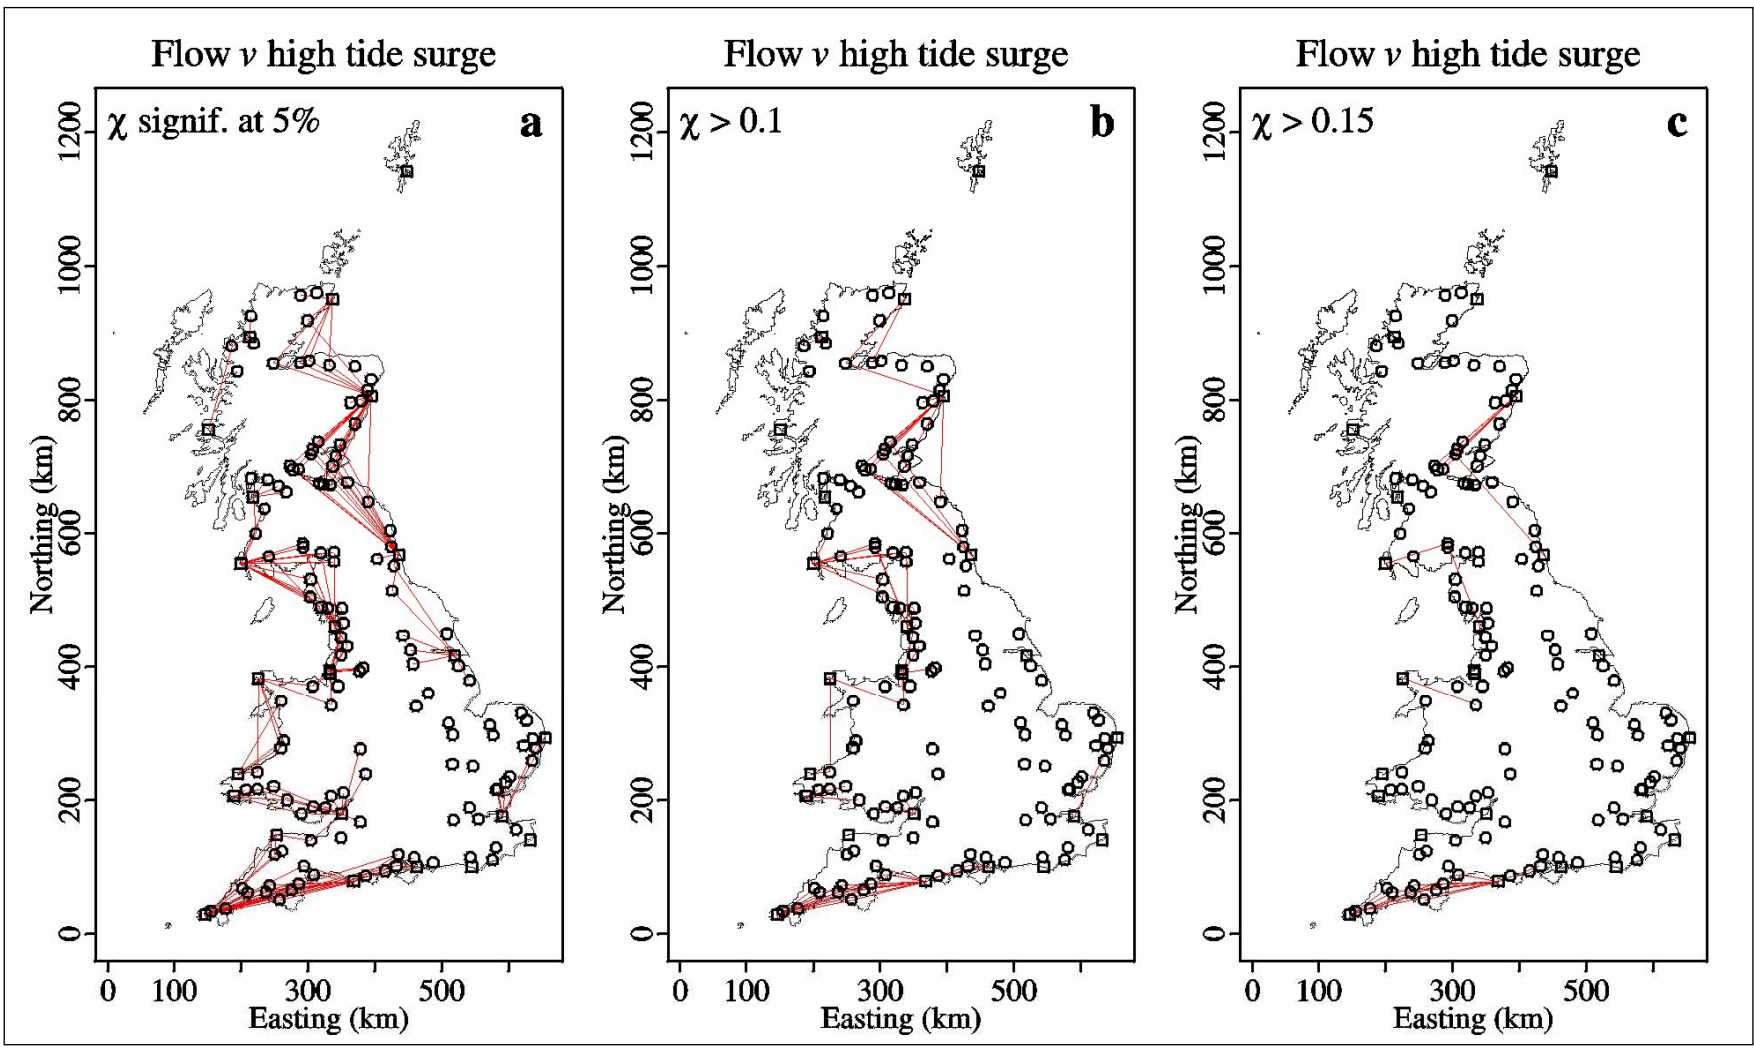 Flow v high tide surge
χ signif. at 5%
a
0 200 400 600 800 1000 1200
Northing (km)
0 100 300 500
Easting (km)
Flow v high tide surge
χ > 0.1
b
0 200 400 600 800 1000 1200
Northing (km)
0 100 300 500
Easting (km)
Flow v high tide surge
χ > 0.15
c
0 200 400 600 800 1000 1200
Northing (km)
0 100 300 500
Easting (km)